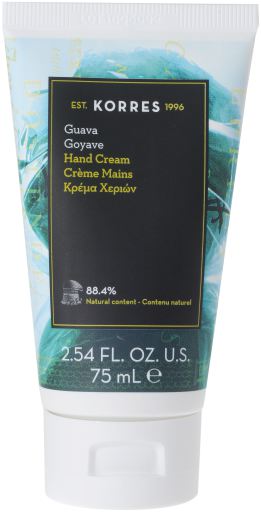 EST. KORRES 1996
Guava
Goyave
Hand Cream
Crème Mains
Κρέμα Χεριών
88.4%
Natural content - Contenu naturel
2.54 FL. OZ. U.S.
75 mL ℮